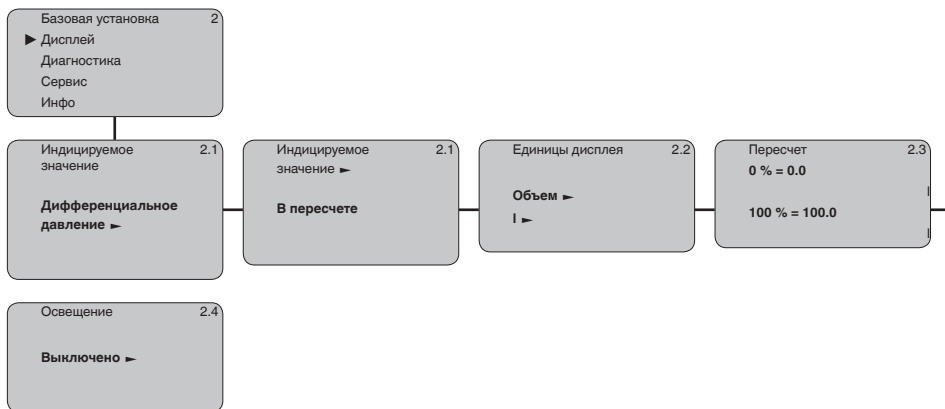 Базовая установка 2
▶ Дисплей
Диагностика
Сервис
Инфо
Индицируемое 2.1
значение
Дифференциальное
давление ►
Индицируемое 2.1
значение ►
В пересчете
Единицы дисплея 2.2
Объем ►
l ►
Пересчет 2.3
0 % = 0.0
l
100 % = 100.0
l
Освещение 2.4
Выключено ►